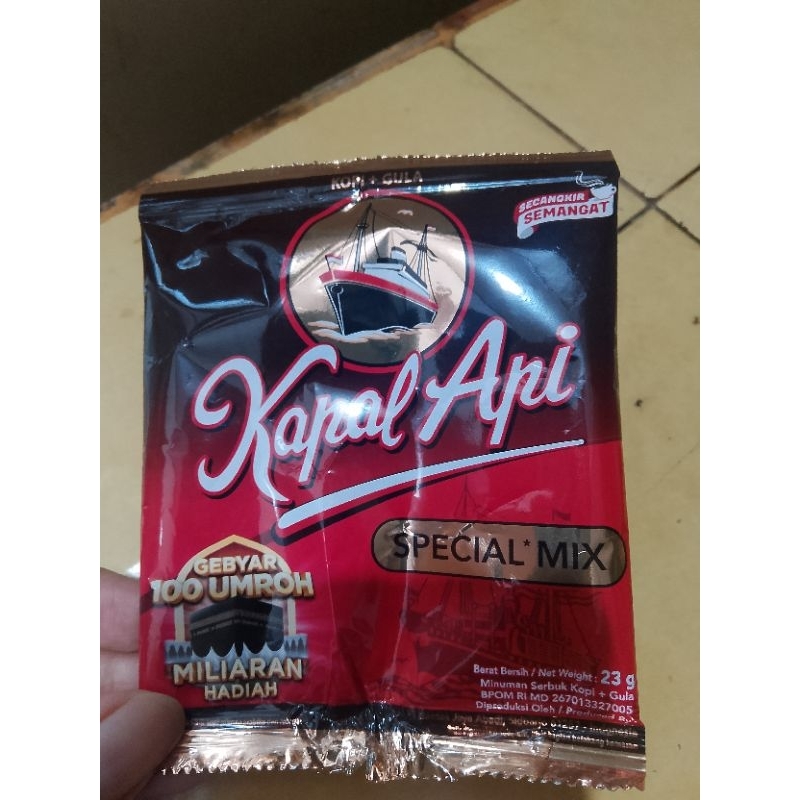 KOPI + GULA
SECANGKIR
SEMANGAT
Kapal Api
SPECIAL* MIX
GEBYAR
100 UMROH
MILIARAN
HADIAH
Berat Bersih / Net Weight : 23 g
Minuman Serbuk Kopi + Gula
BPOM RI MD 267013327005
Diproduksi Oleh / Produced